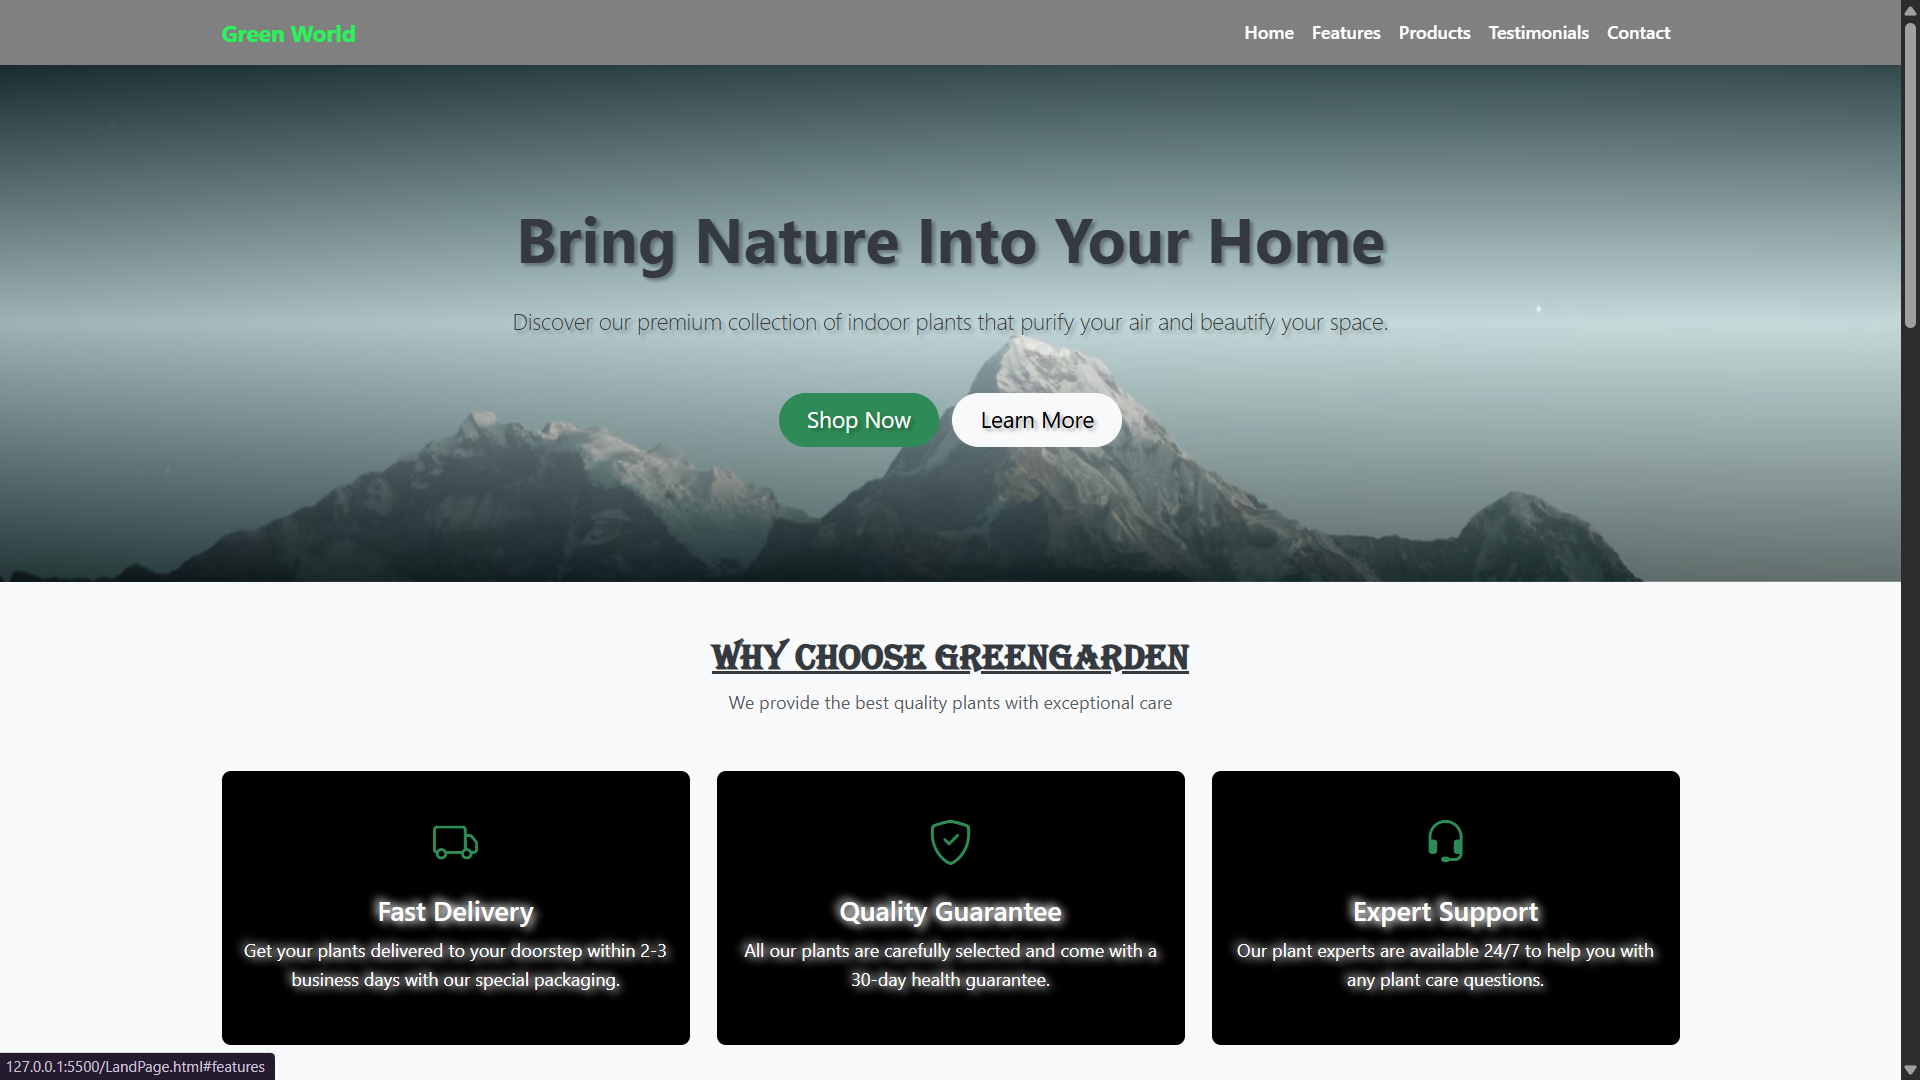 Green World
Home Features Products Testimonials Contact
Bring Nature Into Your Home
Discover our premium collection of indoor plants that purify your air and beautify your space.
Shop Now Learn More
WHY CHOOSE GREENGARDEN
We provide the best quality plants with exceptional care
Fast Delivery
Get your plants delivered to your doorstep within 2-3
business days with our special packaging.
Quality Guarantee
All our plants are carefully selected and come with a
30-day health guarantee.
Expert Support
Our plant experts are available 24/7 to help you with
any plant care questions.
127.0.0.1:5500/LandPage.html#features